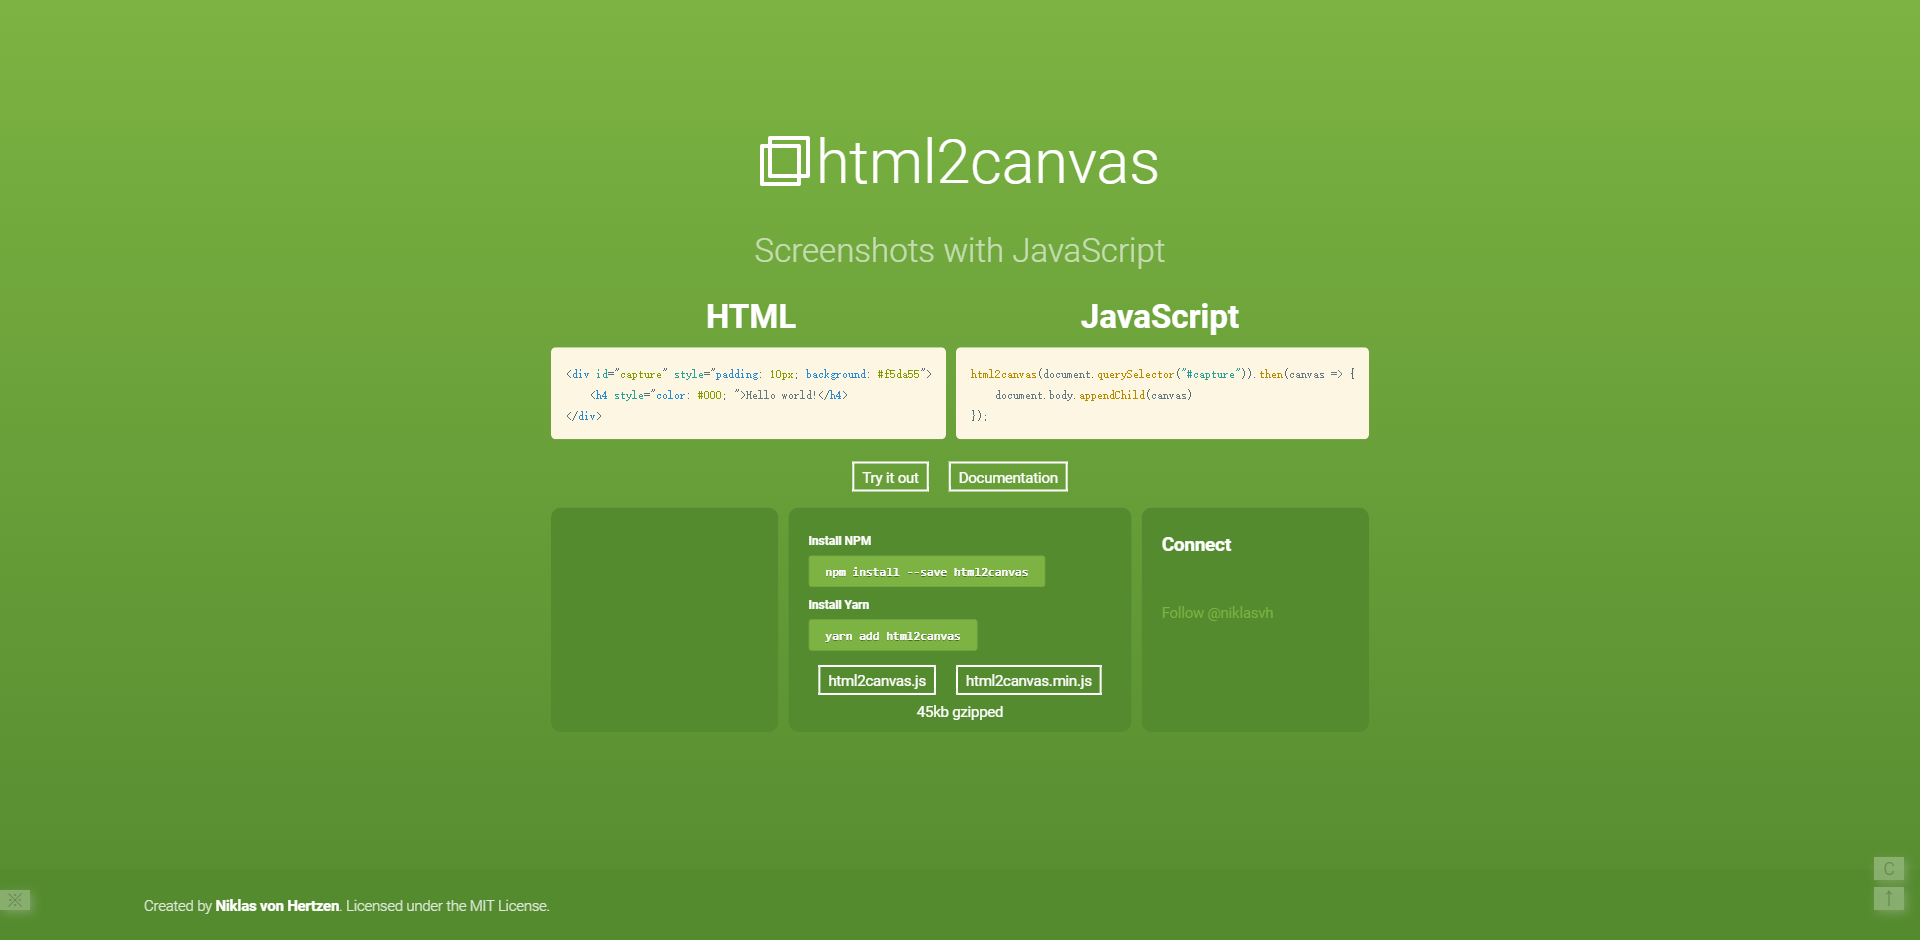 html2canvas
Screenshots with JavaScript
HTML
<div id="capture" style="padding: 10px; background: #f5da55">
    <h4 style="color: #000; ">Hello world!</h4>
</div>
JavaScript
html2canvas(document.querySelector("#capture")).then(canvas => {
    document.body.appendChild(canvas)
});
Try it out
Documentation
Install NPM
npm install --save html2canvas
Install Yarn
yarn add html2canvas
html2canvas.js
html2canvas.min.js
45kb gzipped
Connect
Follow @niklasvh
Created by Niklas von Hertzen. Licensed under the MIT License.
※
C
↑